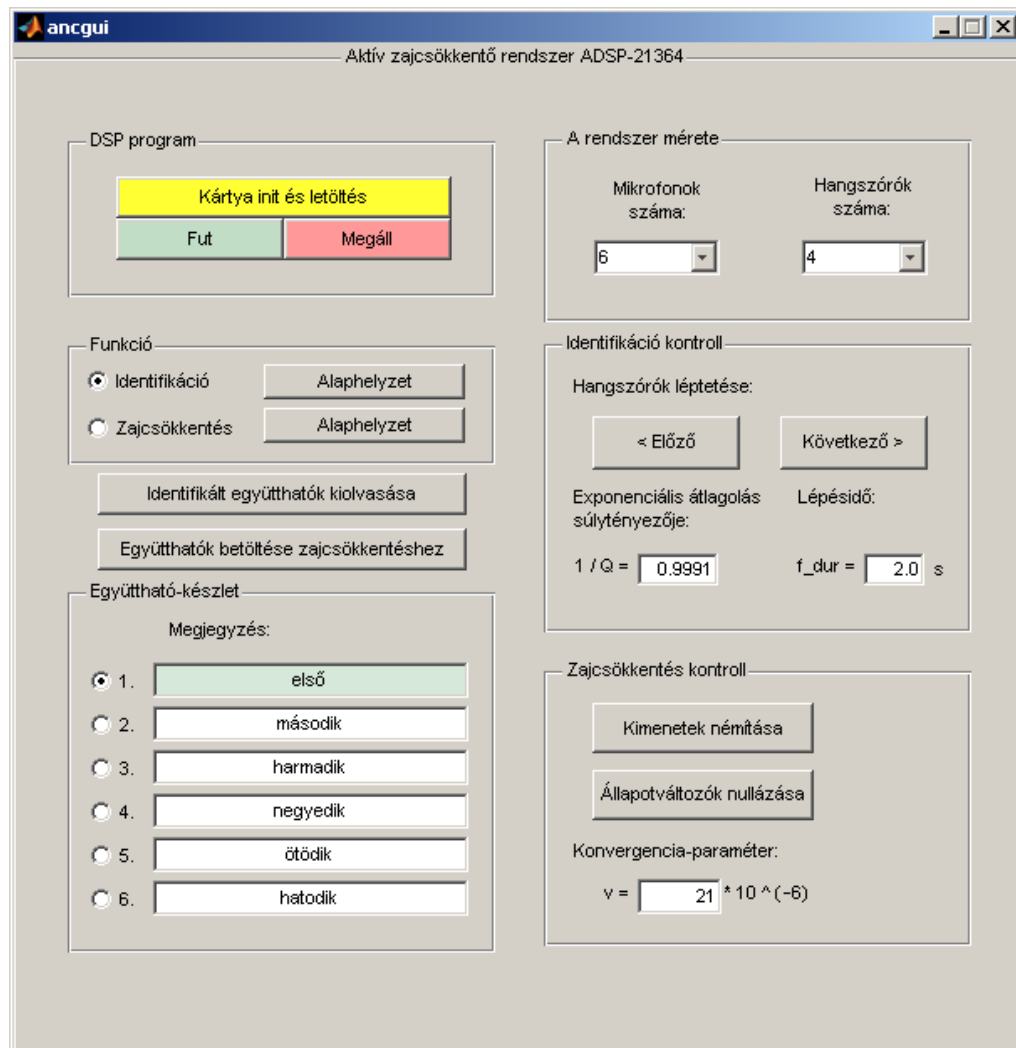 ancgui
Aktív zajcsökkentő rendszer ADSP-21364
DSP program
Kártya init és letöltés
Fut
Megáll
Funkció
Identifikáció
Alaphelyzet
Zajcsökkentés
Alaphelyzet
Identifikált együtthatók kiolvasása
Együtthatók betöltése zajcsökkentéshez
Együttható-készlet
Megjegyzés:
1. első
2. második
3. harmadik
4. negyedik
5. ötödik
6. hatodik
A rendszer mérete
Mikrofonok
száma:
6
Hangszórók
száma:
4
Identifikáció kontroll
Hangszórók léptetése:
< Előző
Következő >
Exponenciális átlagolás
súlytényezője:
1 / Q = 0.9991
Lépésidő:
f_dur = 2.0 s
Zajcsökkentés kontroll
Kimenetek némítása
Állapotváltozók nullázása
Konvergencia-paraméter:
v = 21 * 10 ^ (-6)